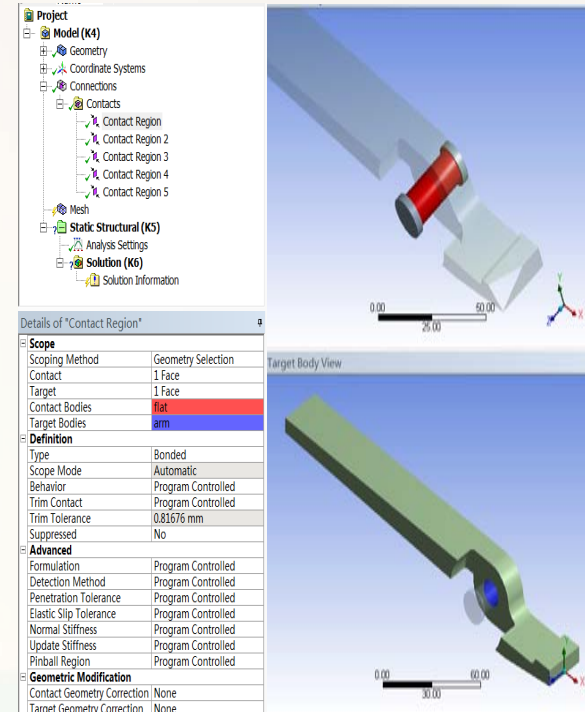 Project
Model (K4)
Geometry
Coordinate Systems
Connections
Contacts
Contact Region
Contact Region 2
Contact Region 3
Contact Region 4
Contact Region 5
Mesh
Static Structural (K5)
Analysis Settings
Solution (K6)
Solution Information
0.00 50.00
25.00
Y
Z X
Details of "Contact Region"
Scope
Scoping Method Geometry Selection
Contact 1 Face
Target 1 Face
Contact Bodies flat
Target Bodies arm
Definition
Type Bonded
Scope Mode Automatic
Behavior Program Controlled
Trim Contact Program Controlled
Trim Tolerance 0.81676 mm
Suppressed No
Advanced
Formulation Program Controlled
Detection Method Program Controlled
Penetration Tolerance Program Controlled
Elastic Slip Tolerance Program Controlled
Normal Stiffness Program Controlled
Update Stiffness Program Controlled
Pinball Region Program Controlled
Geometric Modification
Contact Geometry Correction None
Target Geometry Correction None
Target Body View
0.00 60.00
30.00
Y
X